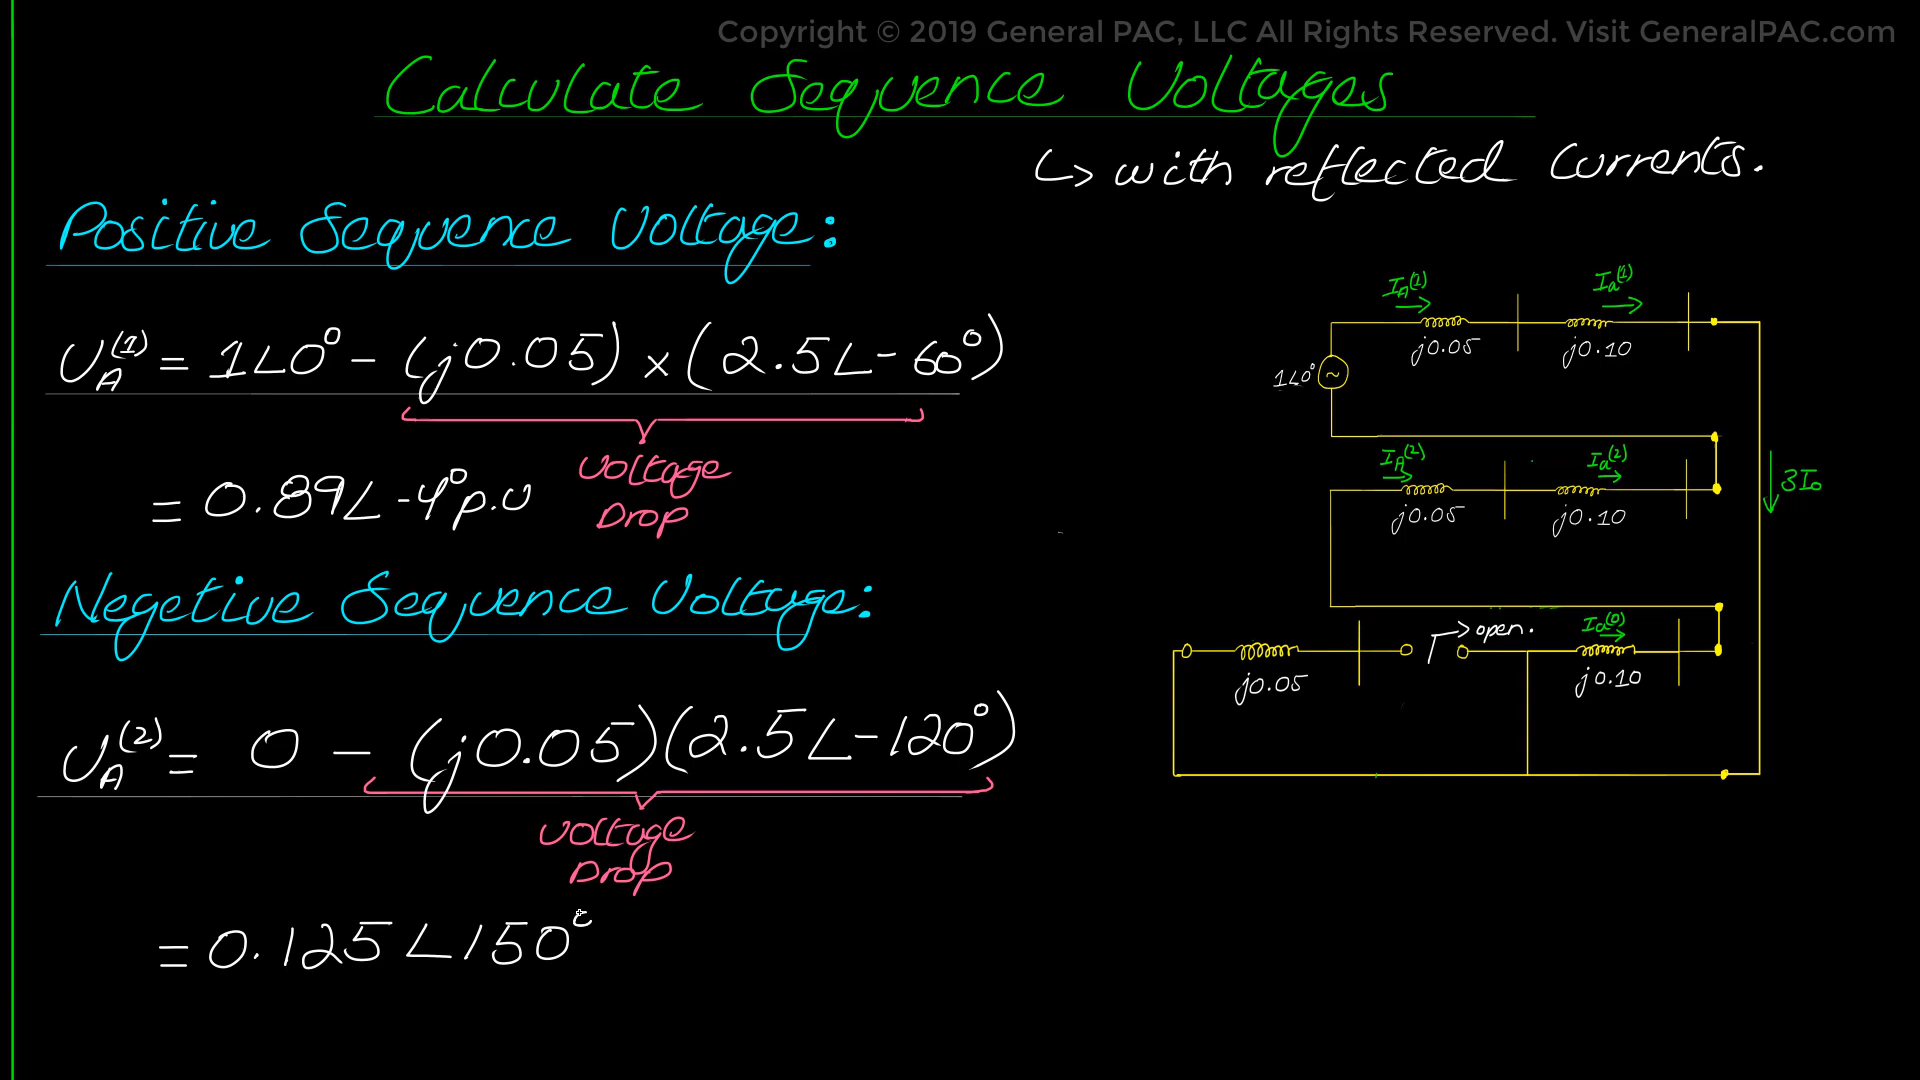 Copyright © 2019 General PAC, LLC All Rights Reserved. Visit GeneralPAC.com
Calculate Sequence Voltages
↳ with reflected currents.
Positive Sequence Voltage:
U_A^(1) = 1∠0° - (j0.05) × (2.5∠-60°)
Voltage
Drop
= 0.89∠-4° p.u
Negetive Sequence Voltage:
U_A^(2) = 0 - (j0.05)(2.5∠-120°)
Voltage
Drop
= 0.125∠150°
I_A^(1) I_a^(1)
j0.05 j0.10
1∠0° ~
I_A^(2) I_a^(2)
3I₀
j0.05 j0.10
open. I_a^(0)
j0.05 j0.10